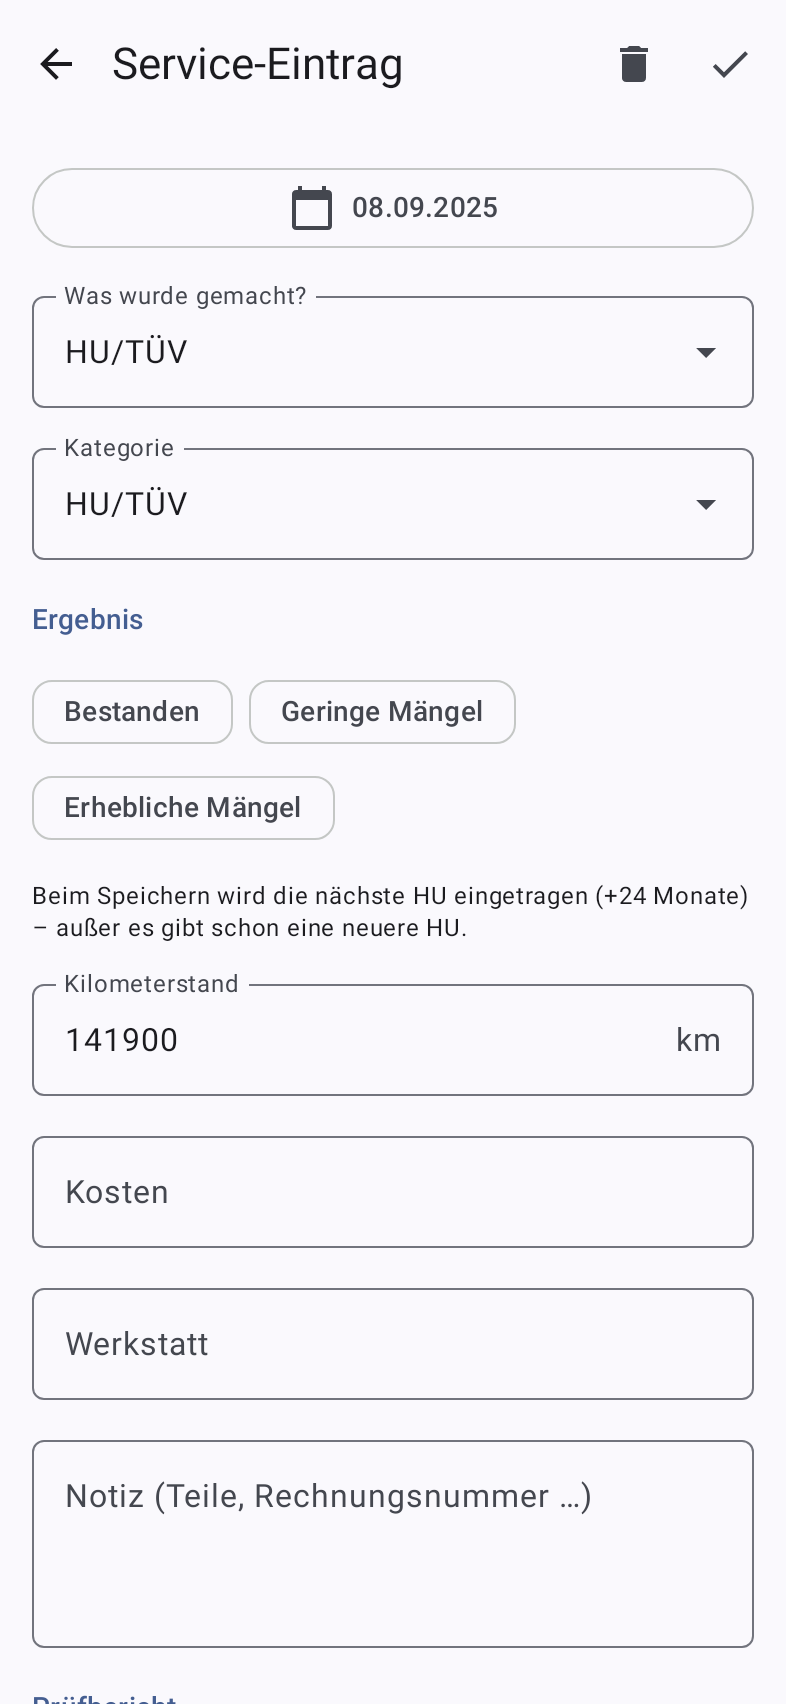 Service-Eintrag
08.09.2025
Was wurde gemacht?
HU/TÜV
Kategorie
HU/TÜV
Ergebnis
Bestanden
Geringe Mängel
Erhebliche Mängel
Beim Speichern wird die nächste HU eingetragen (+24 Monate)
– außer es gibt schon eine neuere HU.
Kilometerstand
141900 km
Kosten
Werkstatt
Notiz (Teile, Rechnungsnummer …)
Prüfbericht